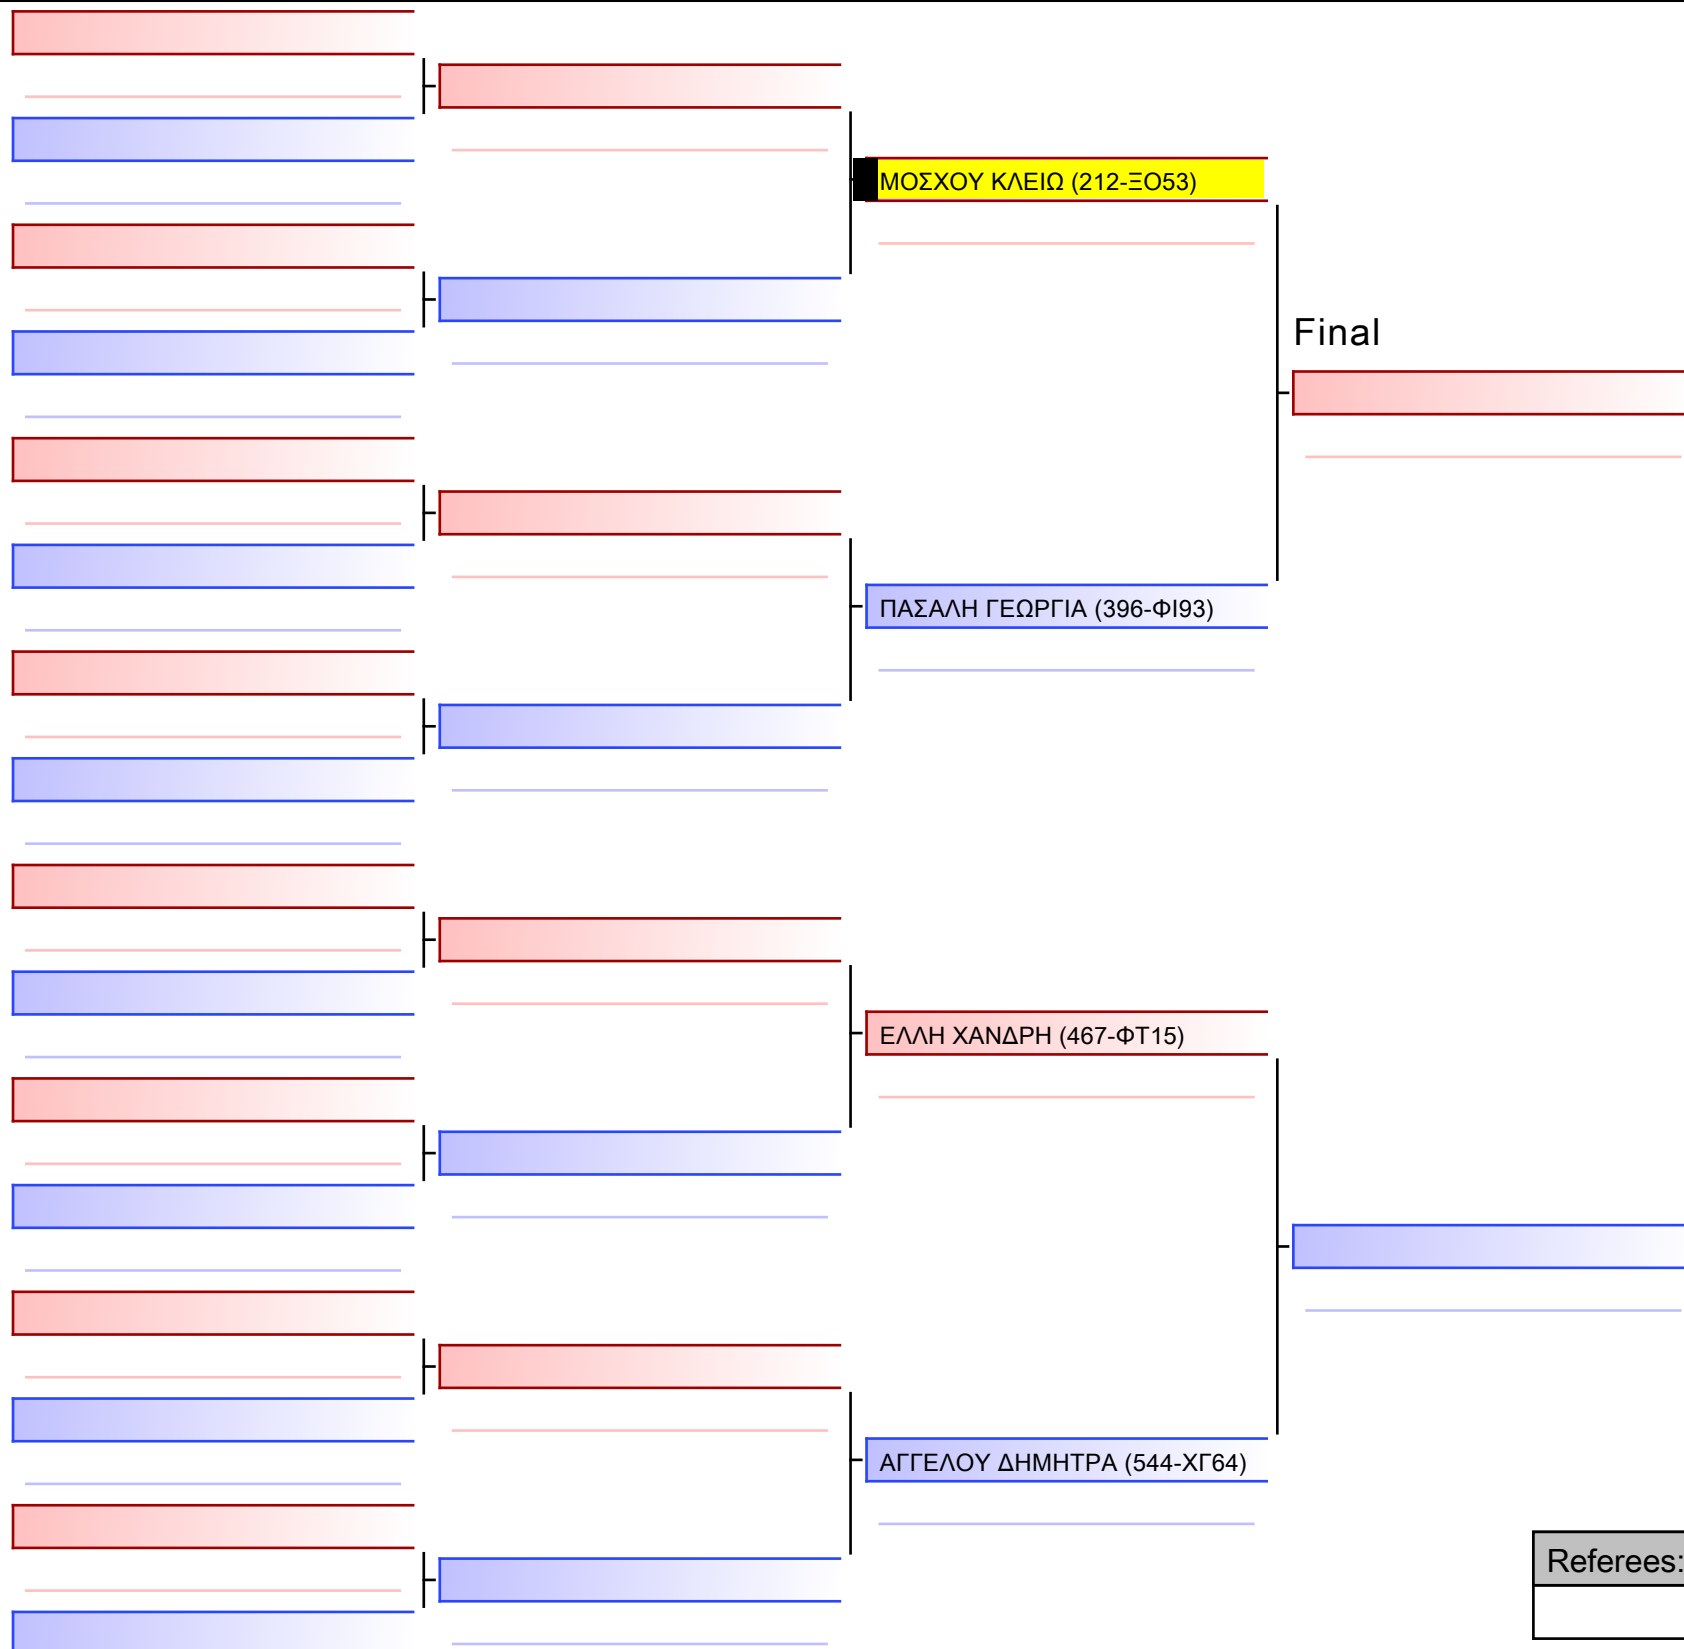 ΜΟΣΧΟΥ ΚΛΕΙΩ (212-ΞΟ53)
Final
ΠΑΣΑΛΗ ΓΕΩΡΓΙΑ (396-ΦΙ93)
ΕΛΛΗ ΧΑΝΔΡΗ (467-ΦΤ15)
ΑΓΓΕΛΟΥ ΔΗΜΗΤΡΑ (544-ΧΓ64)
Referees: